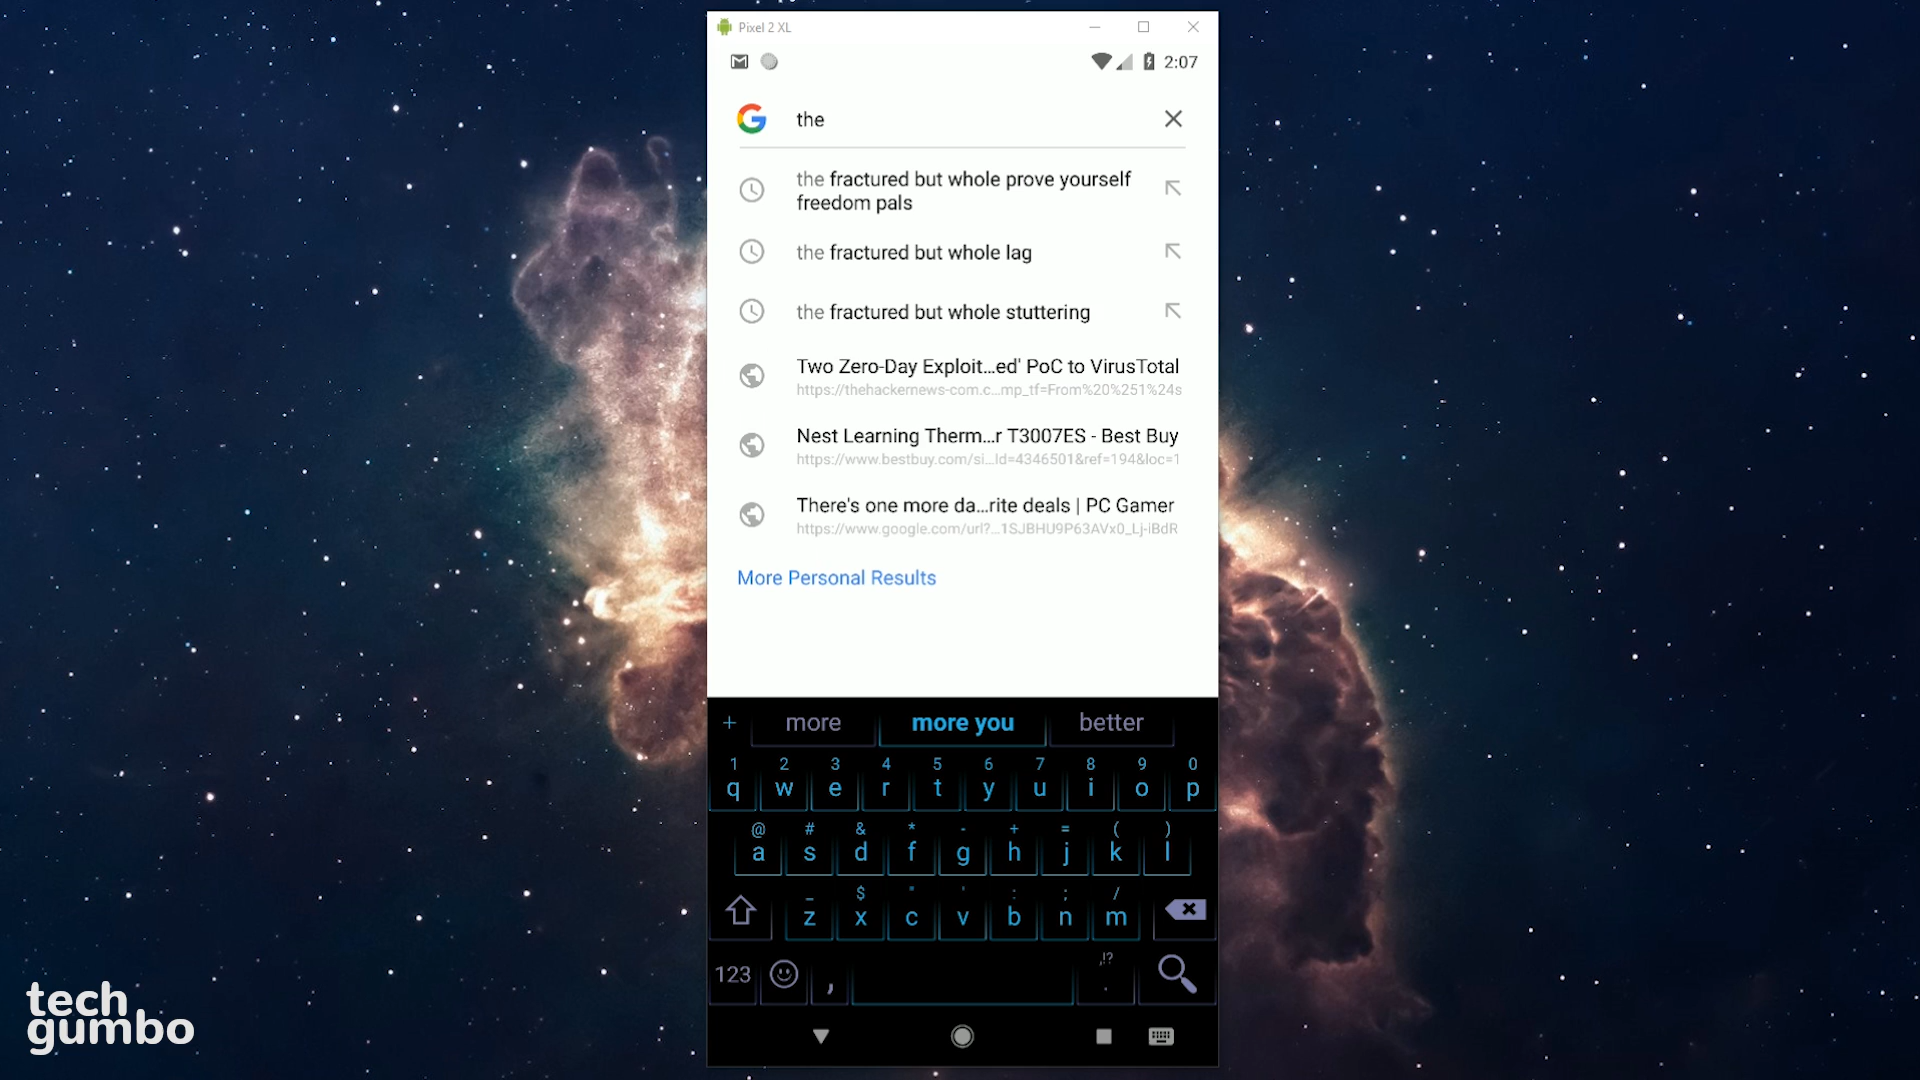 Pixel 2 XL
2:07
the
the fractured but whole prove yourself
freedom pals
the fractured but whole lag
the fractured but whole stuttering
Two Zero-Day Exploit...ed' PoC to VirusTotal
https://thehackernews-com.c...mp_tf=From%20%251%24s
Nest Learning Therm...r T3007ES - Best Buy
https://www.bestbuy.com/si...Id=4346501&ref=194&loc=1
There's one more da...rite deals | PC Gamer
https://www.google.com/url?...1SJBHU9P63AVx0_Lj-iBdR
More Personal Results
+ more more you better
1 2 3 4 5 6 7 8 9 0
q w e r t y u i o p
@ # & * - + = ( )
a s d f g h j k l
_ $ " ' : ; /
z x c v b n m
,!?
123 , .
tech
gumbo